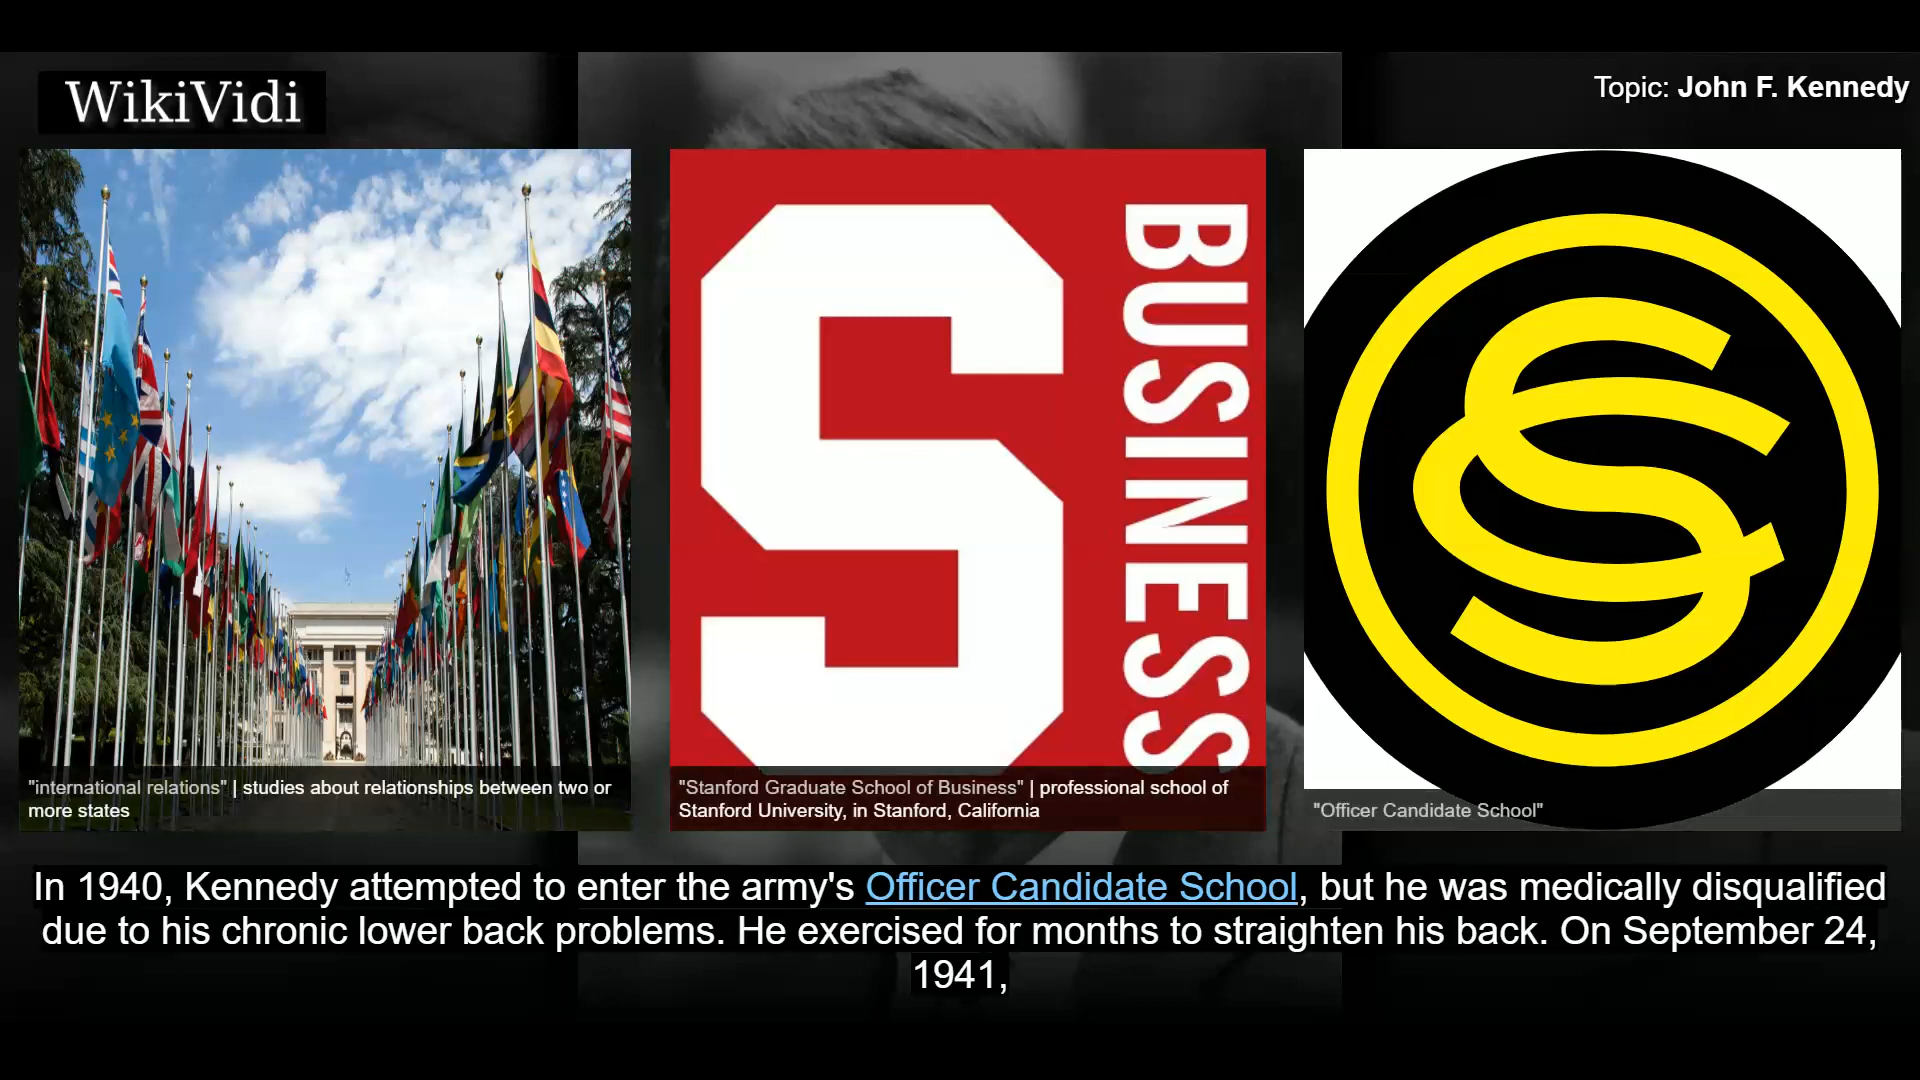 WikiVidi
Topic: John F. Kennedy
BUSINESS
"international relations" | studies about relationships between two or
more states
"Stanford Graduate School of Business" | professional school of
Stanford University, in Stanford, California
"Officer Candidate School"
In 1940, Kennedy attempted to enter the army's Officer Candidate School, but he was medically disqualified
due to his chronic lower back problems. He exercised for months to straighten his back. On September 24,
1941,